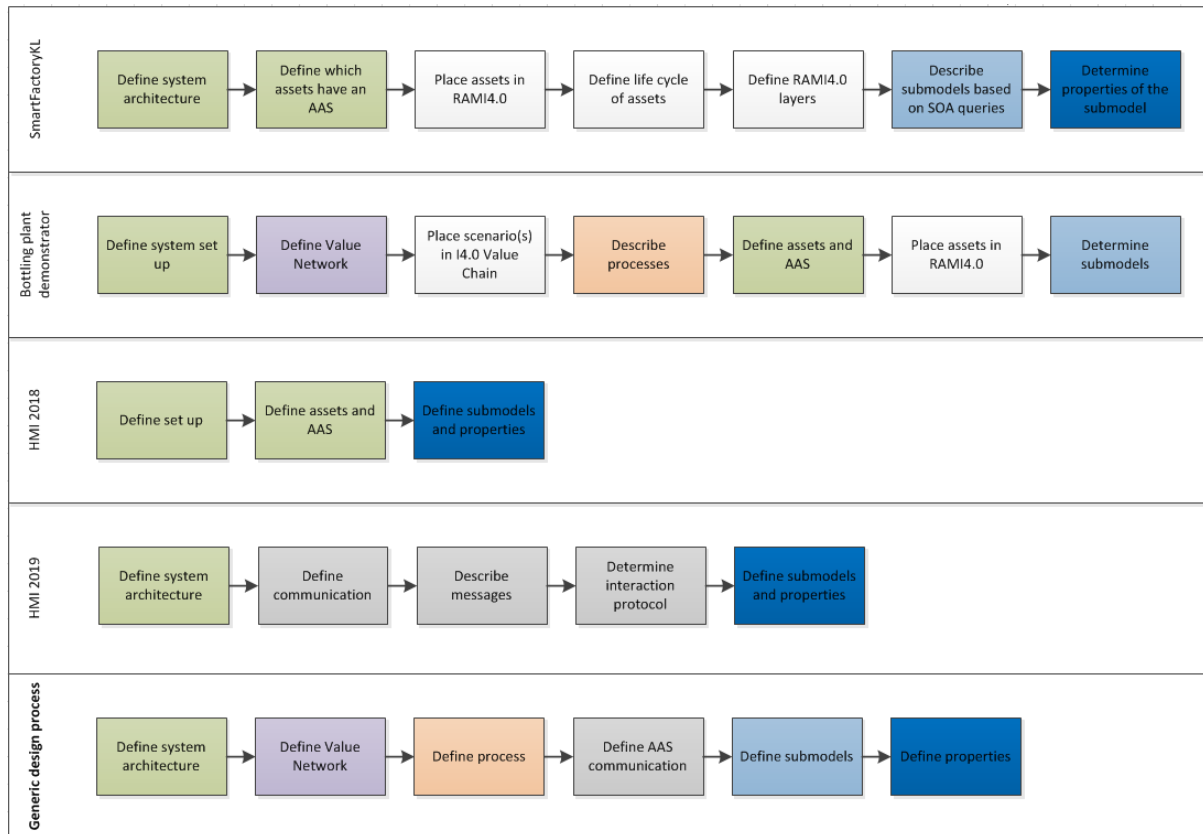 SmartFactoryKL
Define system
architecture
Define which
assets have an
AAS
Place assets in
RAMI4.0
Define life cycle
of assets
Define RAMI4.0
layers
Describe
submodels based
on SOA queries
Determine
properties of the
submodel
Bottling plant
demonstrator
Define system set
up
Define Value
Network
Place scenario(s)
in I4.0 Value
Chain
Describe
processes
Define assets and
AAS
Place assets in
RAMI4.0
Determine
submodels
HMI 2018
Define set up
Define assets and
AAS
Define submodels
and properties
HMI 2019
Define system
architecture
Define
communication
Describe
messages
Determine
interaction
protocol
Define submodels
and properties
Generic design process
Define system
architecture
Define Value
Network
Define process
Define AAS
communication
Define submodels
Define properties